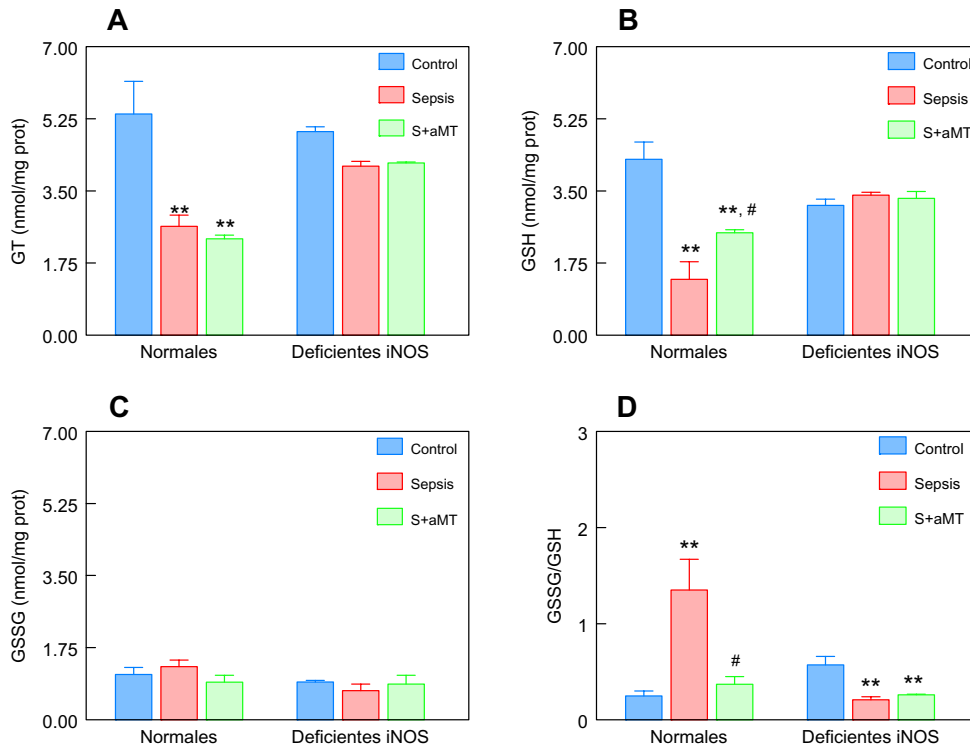 A
GT (nmol/mg prot)
7.00
5.25
3.50
1.75
0.00
Control
Sepsis
S+aMT
**
**
Normales
Deficientes iNOS
B
GSH (nmol/mg prot)
7.00
5.25
3.50
1.75
0.00
Control
Sepsis
S+aMT
**
**, #
Normales
Deficientes iNOS
C
GSSG (nmol/mg prot)
7.00
5.25
3.50
1.75
0.00
Control
Sepsis
S+aMT
Normales
Deficientes iNOS
D
GSSG/GSH
3
2
1
0
Control
Sepsis
S+aMT
**
#
**
**
Normales
Deficientes iNOS